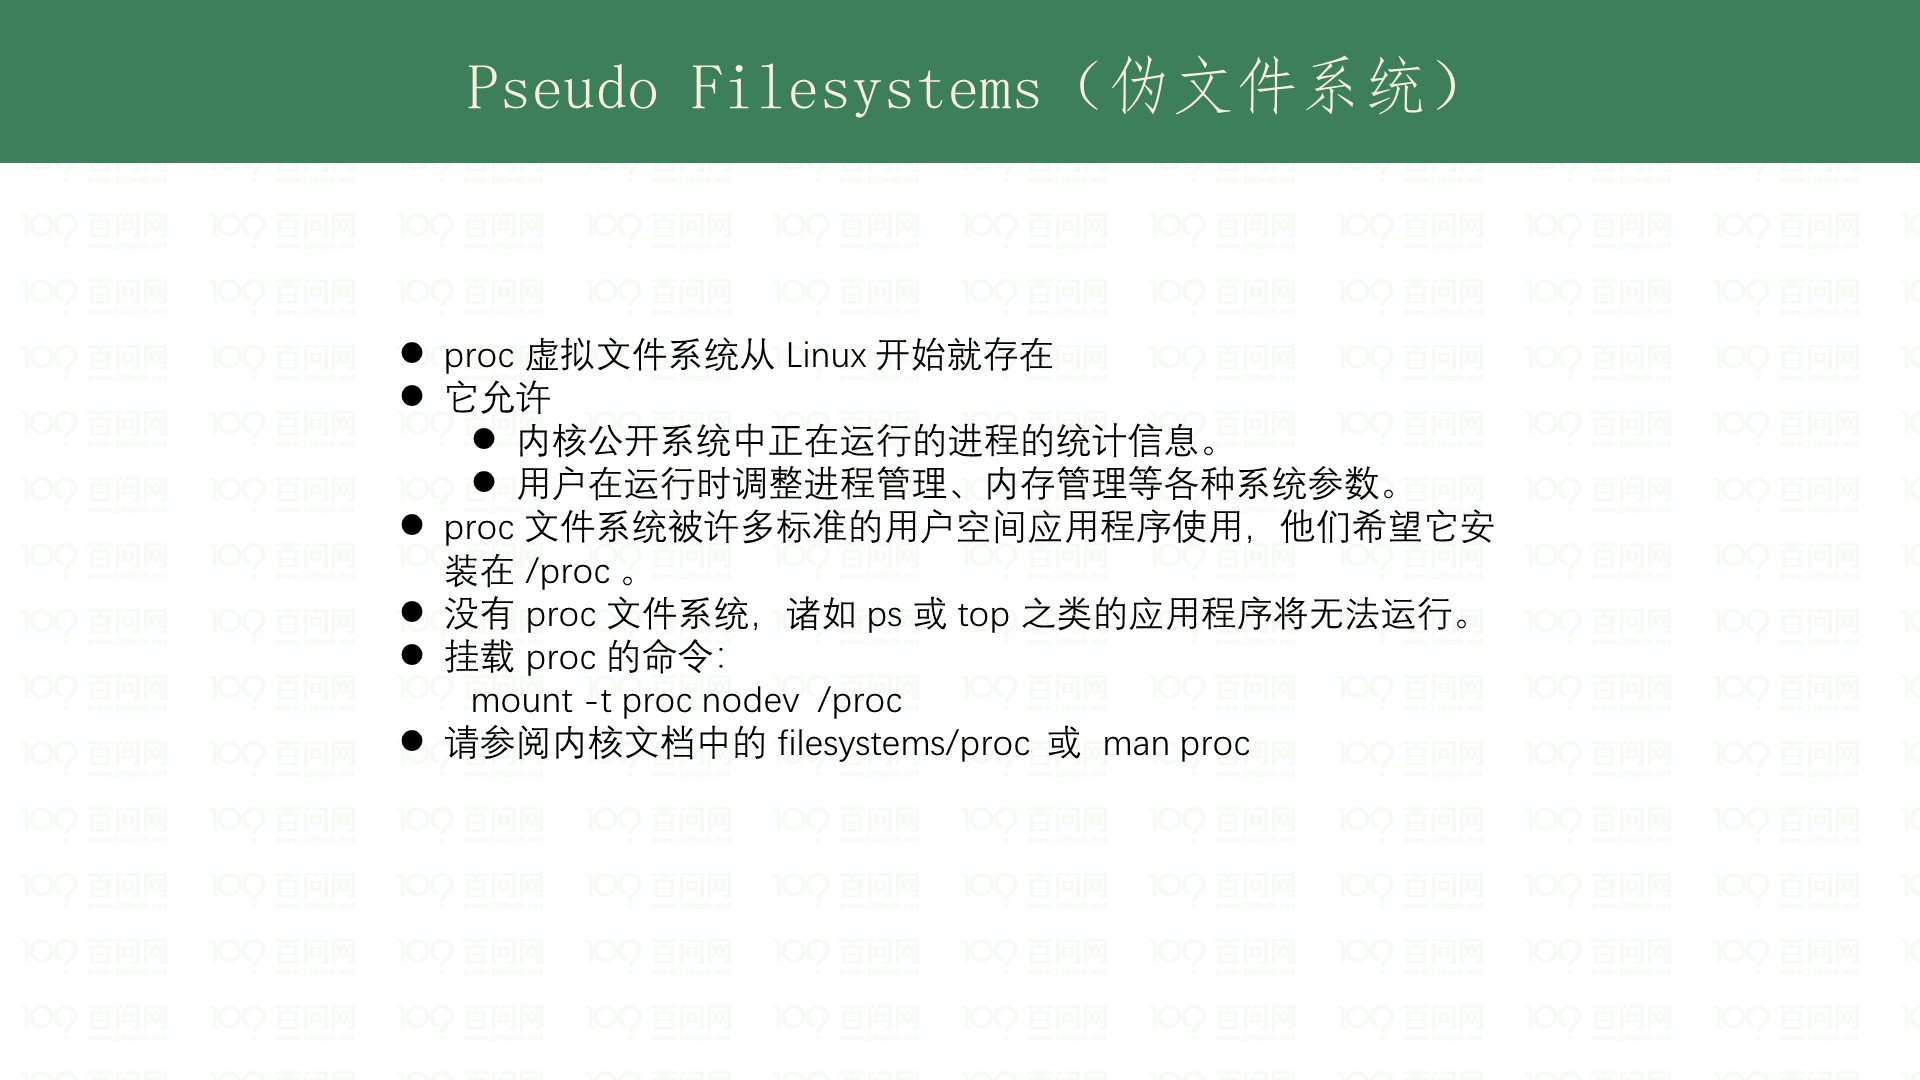 Pseudo Filesystems（伪文件系统）
● proc 虚拟文件系统从 Linux 开始就存在
● 它允许
● 内核公开系统中正在运行的进程的统计信息。
● 用户在运行时调整进程管理、内存管理等各种系统参数。
● proc 文件系统被许多标准的用户空间应用程序使用，他们希望它安
装在 /proc 。
● 没有 proc 文件系统，诸如 ps 或 top 之类的应用程序将无法运行。
● 挂载 proc 的命令：
mount -t proc nodev  /proc
● 请参阅内核文档中的 filesystems/proc  或  man proc
百问网
www.100ask.net